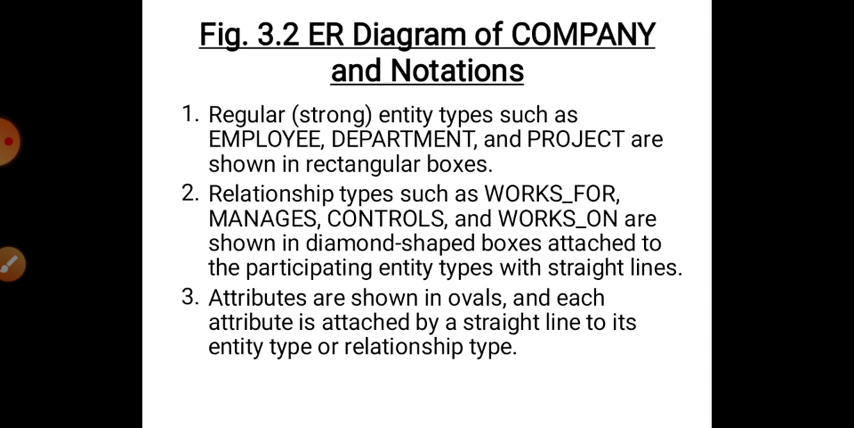 Fig. 3.2 ER Diagram of COMPANY
and Notations
1. Regular (strong) entity types such as
EMPLOYEE, DEPARTMENT, and PROJECT are
shown in rectangular boxes.
2. Relationship types such as WORKS_FOR,
MANAGES, CONTROLS, and WORKS_ON are
shown in diamond-shaped boxes attached to
the participating entity types with straight lines.
3. Attributes are shown in ovals, and each
attribute is attached by a straight line to its
entity type or relationship type.